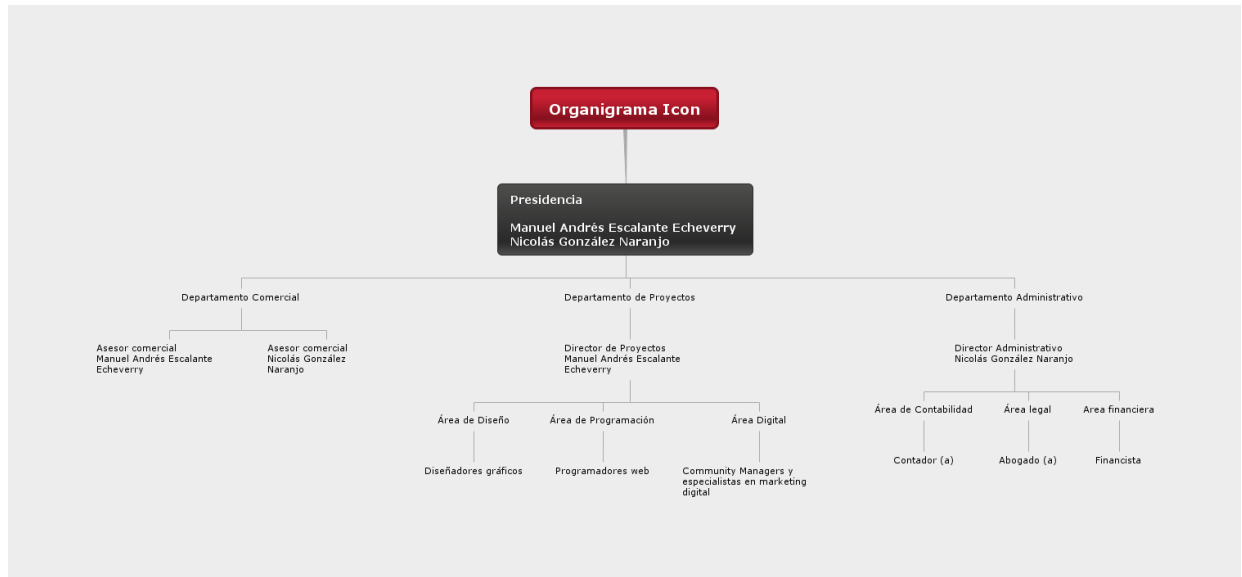 Organigrama Icon
Presidencia
Manuel Andrés Escalante Echeverry
Nicolás González Naranjo
Departamento Comercial
Departamento de Proyectos
Departamento Administrativo
Asesor comercial
Manuel Andrés Escalante
Echeverry
Asesor comercial
Nicolás González
Naranjo
Director de Proyectos
Manuel Andrés Escalante
Echeverry
Director Administrativo
Nicolás González Naranjo
Área de Diseño
Área de Programación
Área Digital
Área de Contabilidad
Área legal
Area financiera
Diseñadores gráficos
Programadores web
Community Managers y
especialistas en marketing
digital
Contador (a)
Abogado (a)
Financista